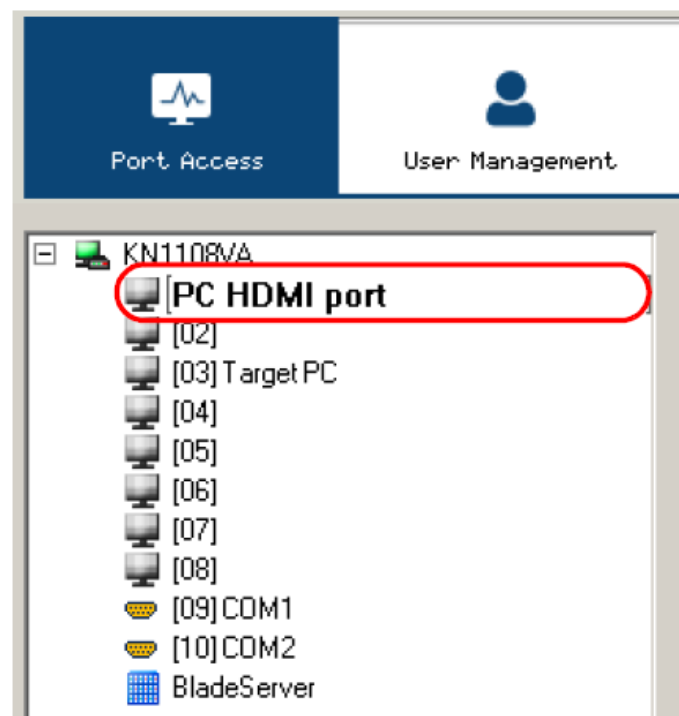 Port Access
User Management
KN1108VA
PC HDMI port
[02]
[03] Target PC
[04]
[05]
[06]
[07]
[08]
[09] COM1
[10] COM2
BladeServer